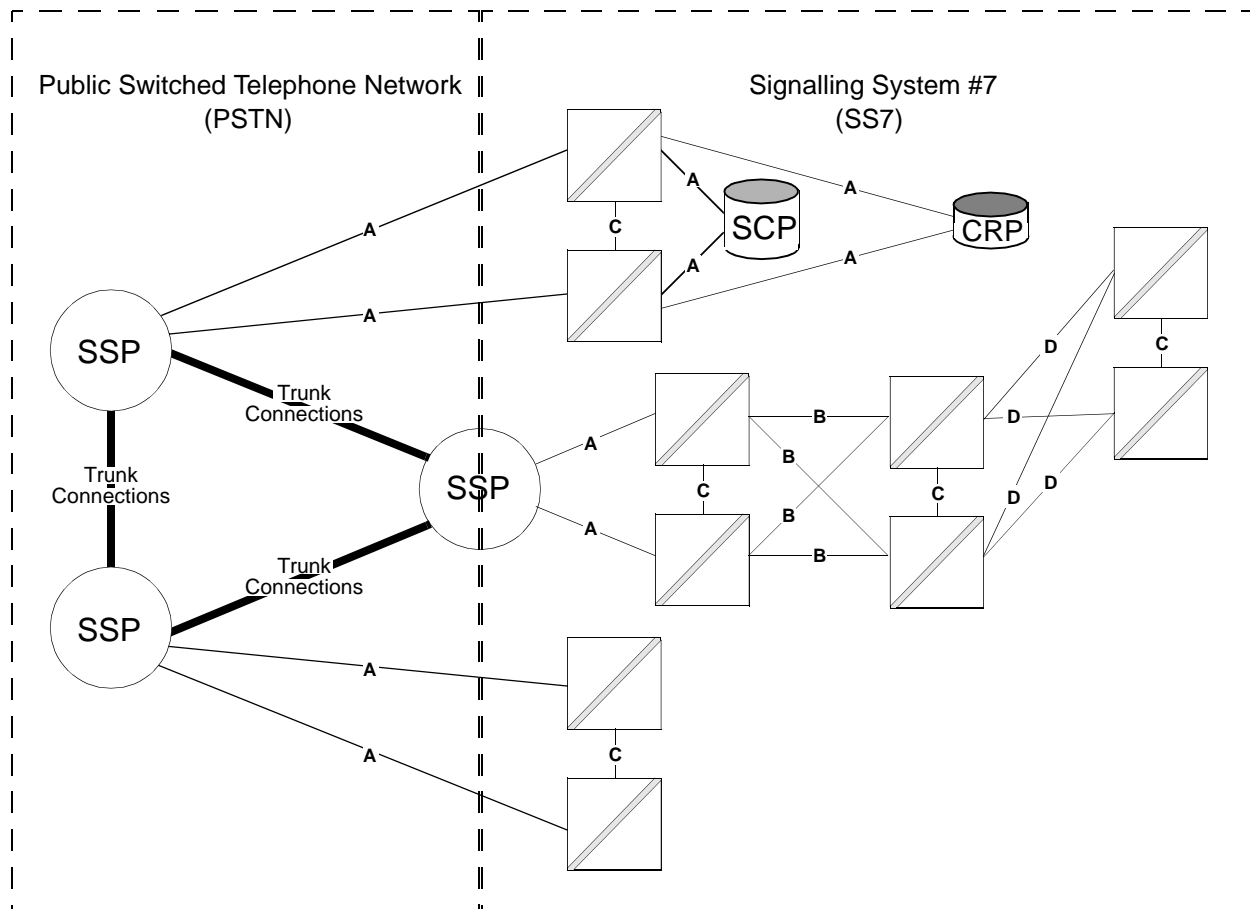 Public Switched Telephone Network
(PSTN)
Signalling System #7
(SS7)
A
A
A
SCP
CRP
C
A
A
A
A
SSP
Trunk
Connections
D
C
B
D
A
B
Trunk
Connections
SSP
C
C
D
D
B
A
B
Trunk
Connections
SSP
A
C
A